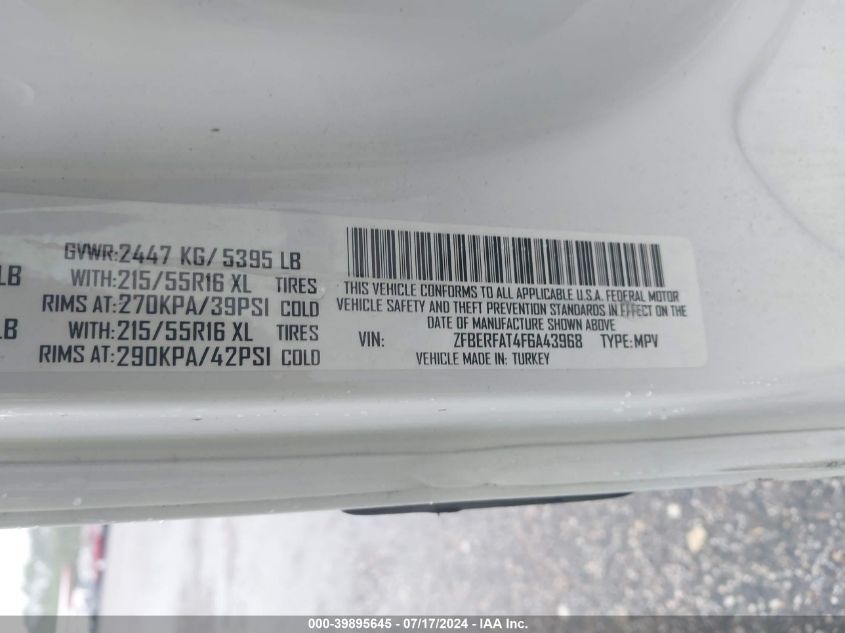 GVWR:2447 KG/ 5395 LB
LB WITH:215/55R16 XL TIRES
RIMS AT:270KPA/39PSI COLD
LB WITH:215/55R16 XL TIRES
RIMS AT:290KPA/42PSI COLD
THIS VEHICLE CONFORMS TO ALL APPLICABLE U.S.A. FEDERAL MOTOR
VEHICLE SAFETY AND THEFT PREVENTION STANDARDS IN EFFECT ON THE
DATE OF MANUFACTURE SHOWN ABOVE
VIN: ZFBERFAT4F6A43968 TYPE:MPV
VEHICLE MADE IN: TURKEY
000-39895645 - 07/17/2024 - IAA Inc.